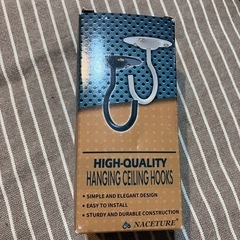 HIGH-QUALITY
HANGING CEILING HOOKS
• SIMPLE AND ELEGANT DESIGN
• EASY TO INSTALL
• STURDY AND DURABLE CONSTRUCTION
NACETURE